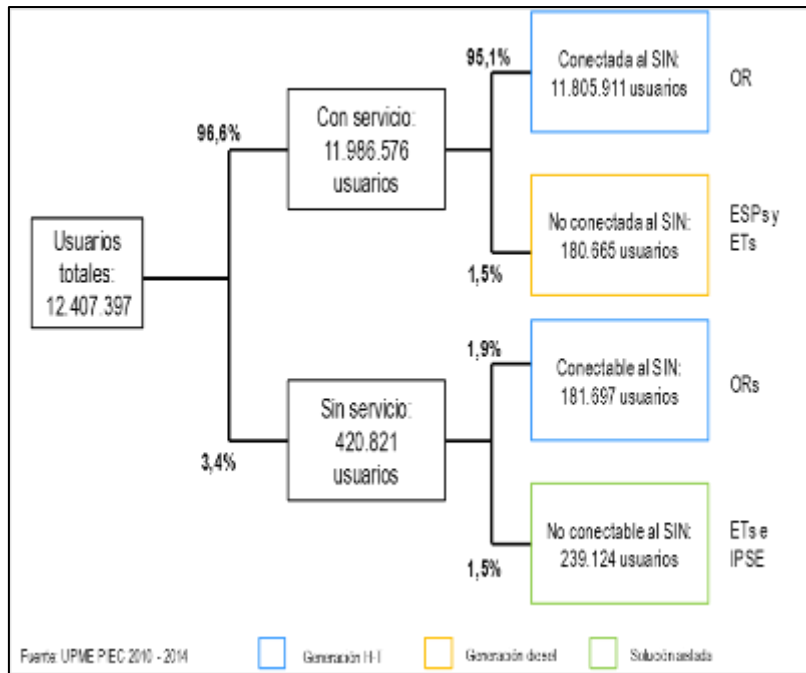 95,1%
Conectada al SIN:
11.805.911 usuarios
OR
96,6%
Con servicio:
11.986.576
usuarios
No conectada al SIN:
180.665 usuarios
ESPs y
ETs
1,5%
Usuarios
totales:
12.407.397
1,9%
Conectable al SIN:
181.697 usuarios
ORs
Sin servicio:
420.821
usuarios
3,4%
No conectable al SIN:
239.124 usuarios
ETs e
IPSE
1,5%
Fuente: UPME PIEC 2010 - 2014
Generación H-T
Generación diesel
Solución aislada